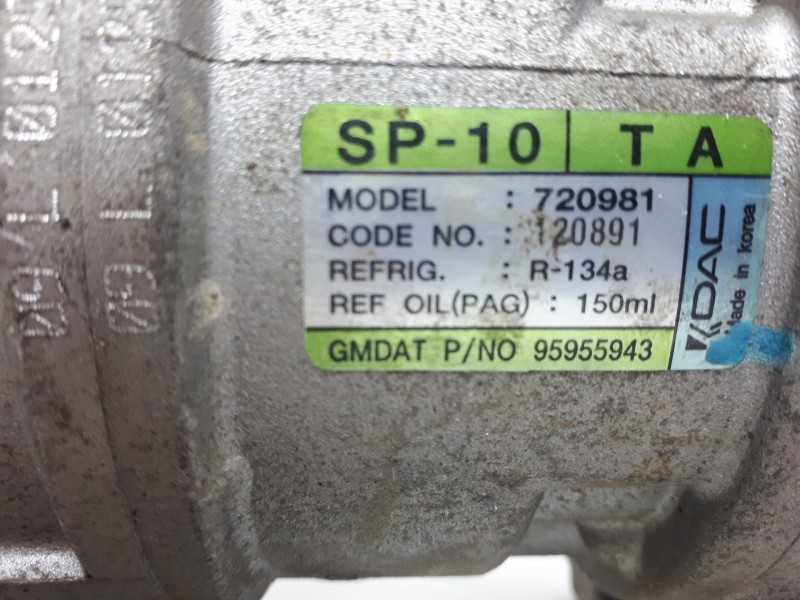 SP-10 T A
MODEL : 720981
CODE NO. : 120891
REFRIG. : R-134a
REF OIL(PAG) : 150ml
GMDAT P/NO 95955943
KDAC
Made in korea